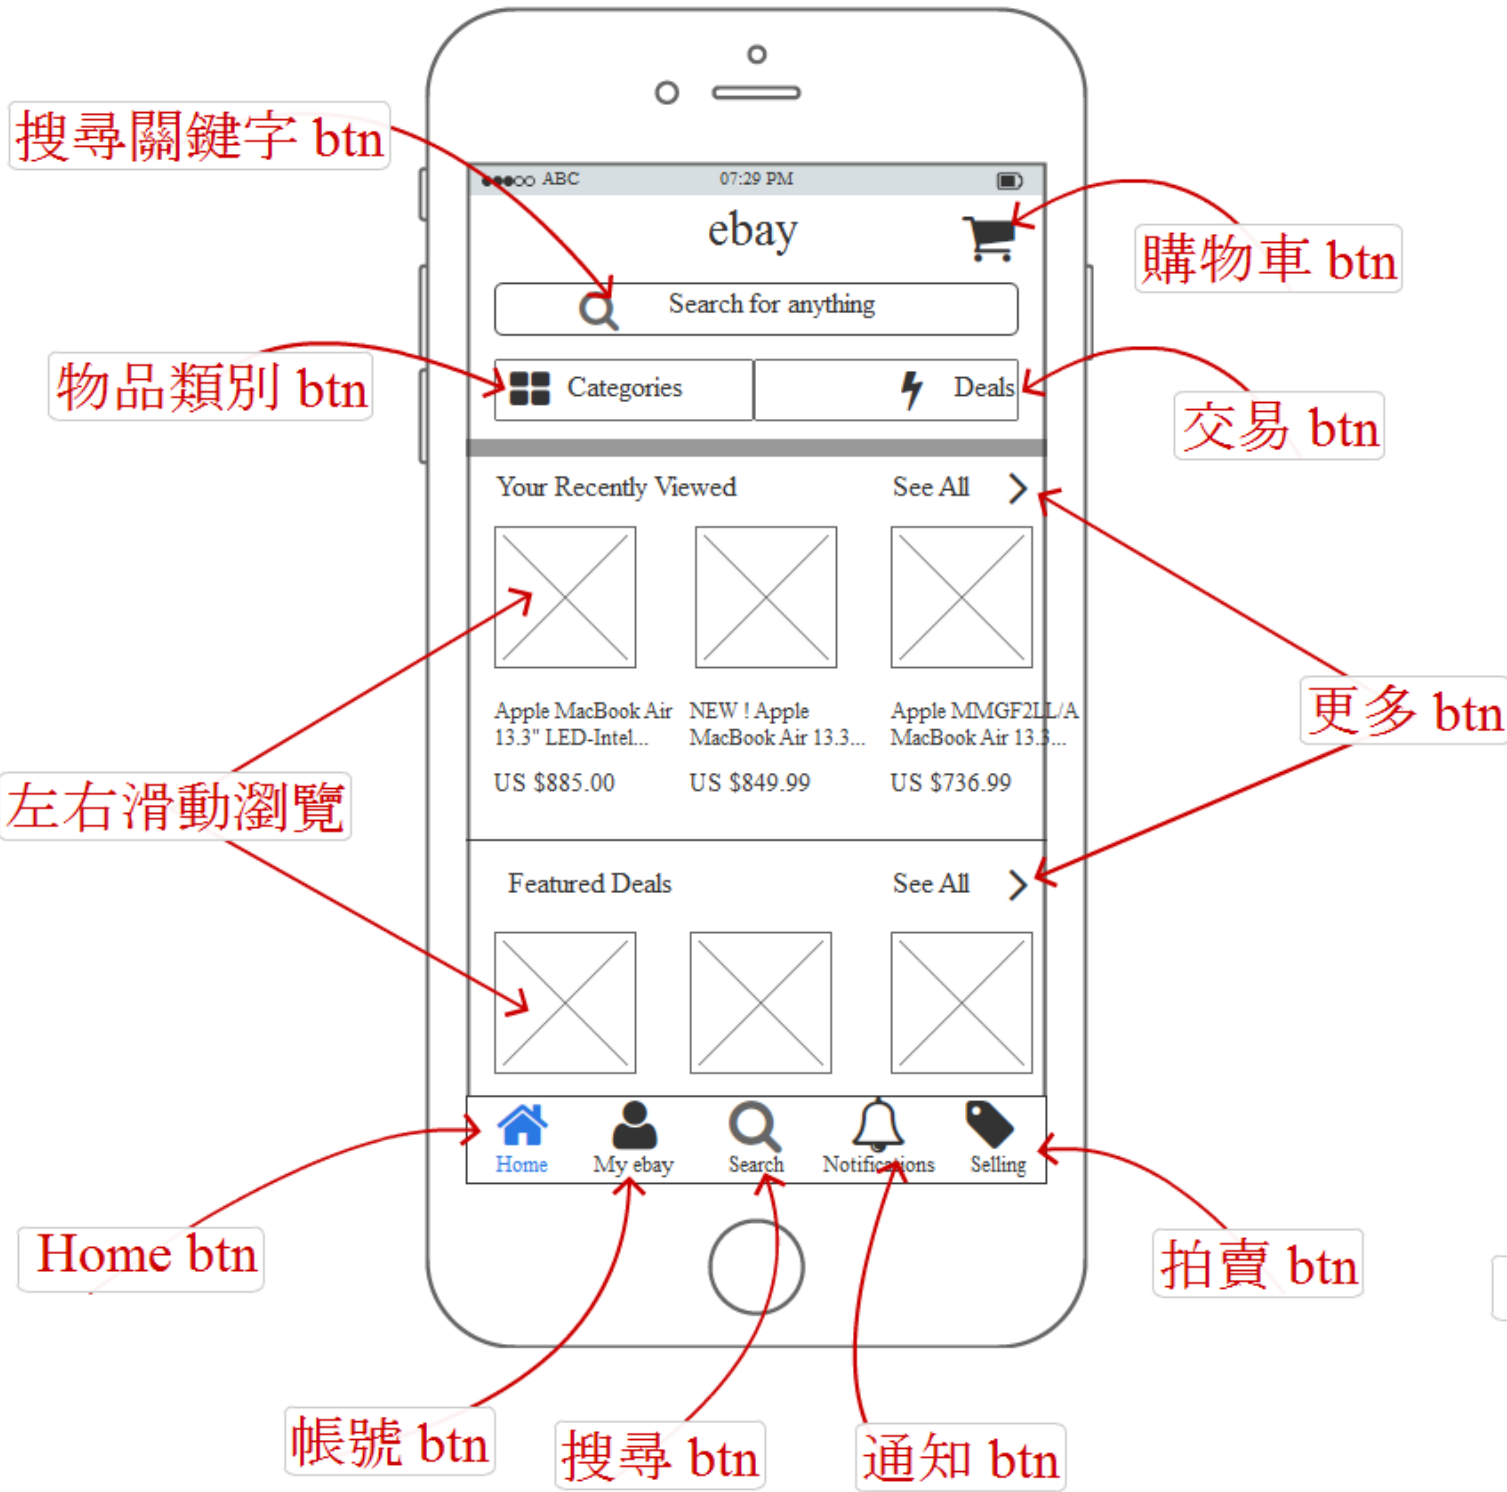 搜尋關鍵字 btn
ABC
07:29 PM
ebay
購物車 btn
Search for anything
物品類別 btn
Categories
Deals
交易 btn
Your Recently Viewed
See All
更多 btn
Apple MacBook Air
13.3" LED-Intel...
US $885.00
NEW ! Apple
MacBook Air 13.3...
US $849.99
Apple MMGF2LL/A
MacBook Air 13.3...
US $736.99
左右滑動瀏覽
Featured Deals
See All
Home
My ebay
Search
Notifications
Selling
Home btn
拍賣 btn
帳號 btn
搜尋 btn
通知 btn